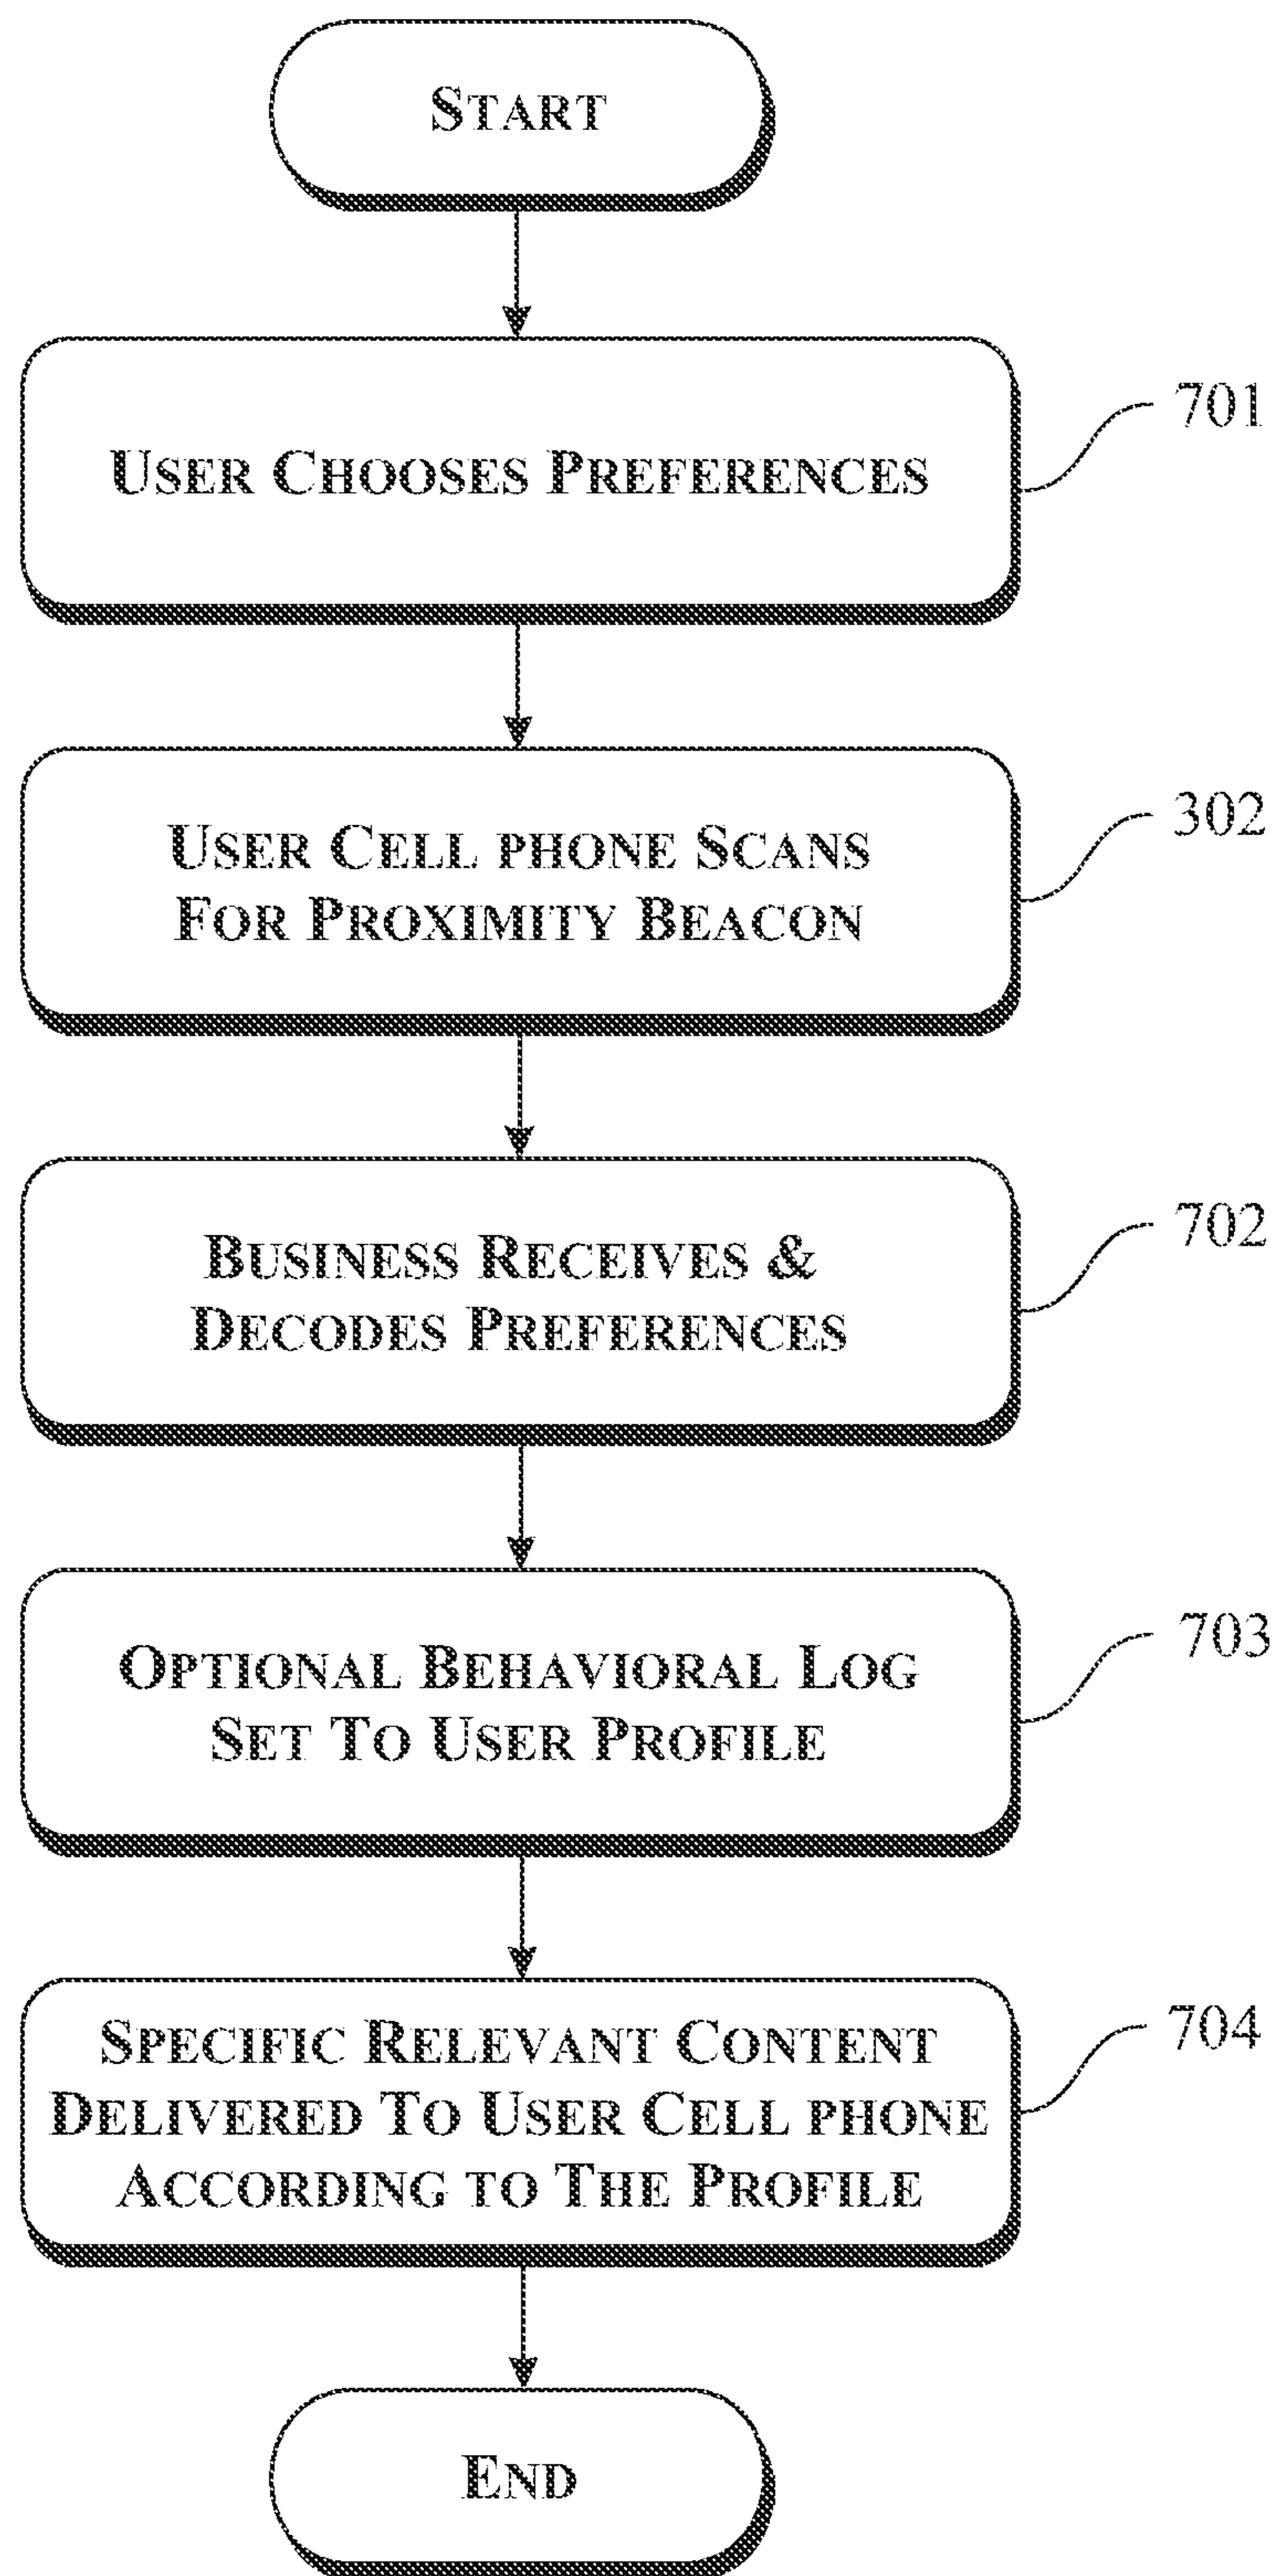 START
USER CHOOSES PREFERENCES
701
USER CELL PHONE SCANS
FOR PROXIMITY BEACON
302
BUSINESS RECEIVES &
DECODES PREFERENCES
702
OPTIONAL BEHAVIORAL LOG
SET TO USER PROFILE
703
SPECIFIC RELEVANT CONTENT
DELIVERED TO USER CELL PHONE
ACCORDING TO THE PROFILE
704
END